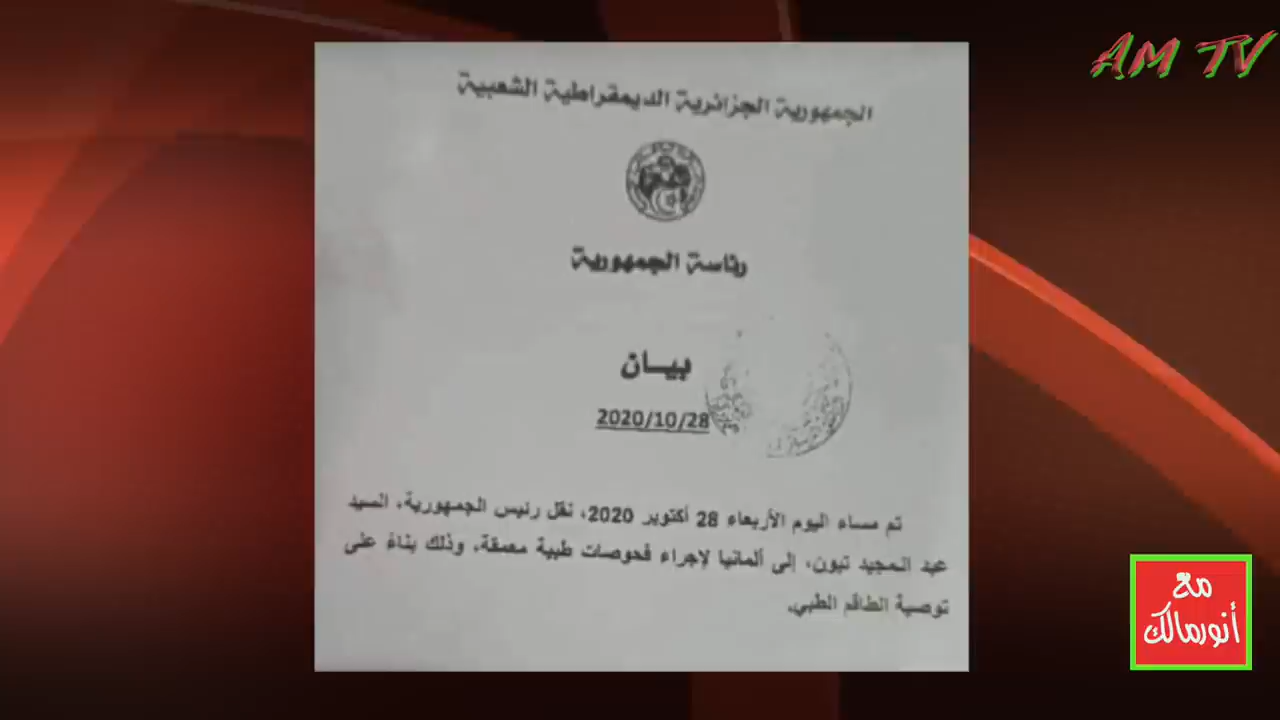 AM TV
الجمهورية الجزائرية الديمقراطية الشعبية
رئاسة الجمهورية
بيـــان
2020/10/28
تم مساء اليوم الأربعاء 28 أكتوبر 2020، نقل رئيس الجمهورية، السيد
عبد المجيد تبون، إلى ألمانيا لإجراء فحوصات طبية معمقة، وذلك بناءً على
توصية الطاقم الطبي.
مع
أنورمالك